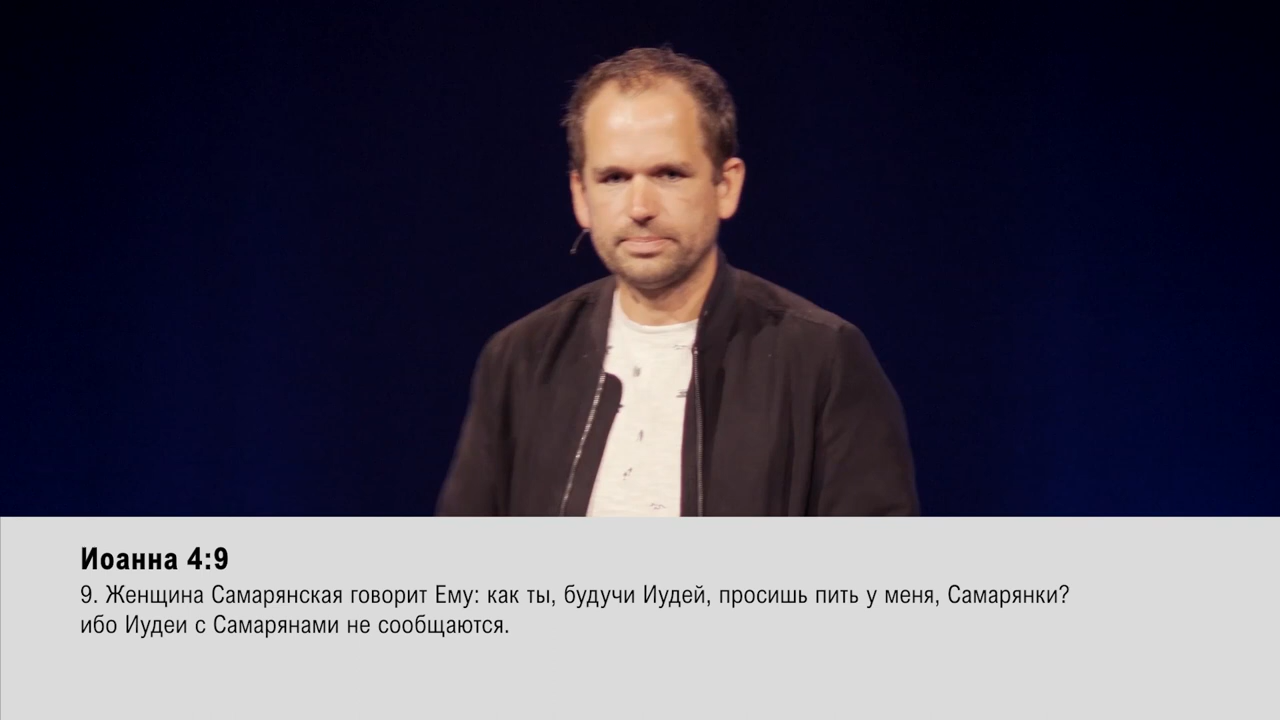 Иоанна 4:9
9. Женщина Самарянская говорит Ему: как ты, будучи Иудей, просишь пить у меня, Самарянки?
ибо Иудеи с Самарянами не сообщаются.